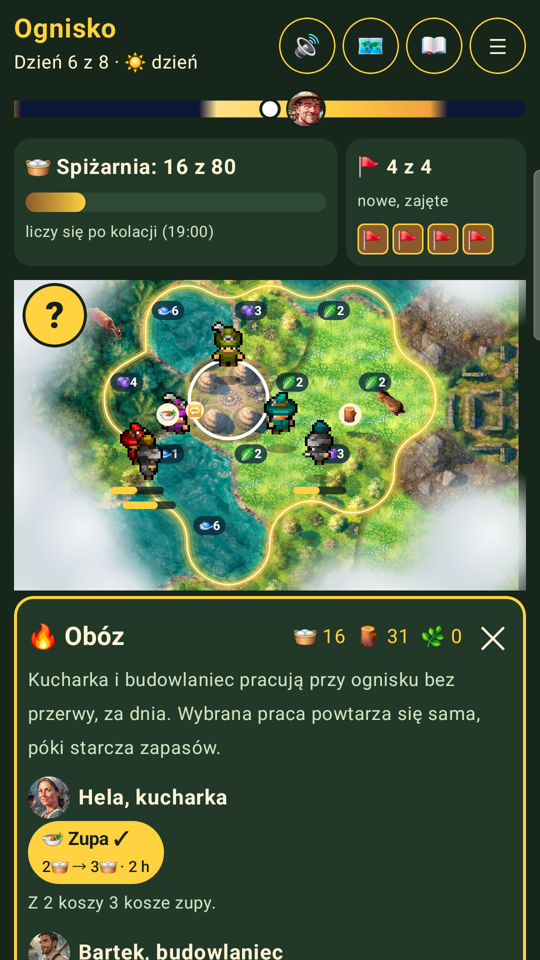 Ognisko
Dzień 6 z 8 · ☀️ dzień
Spiżarnia: 16 z 80
liczy się po kolacji (19:00)
4 z 4
nowe, zajęte
?
6
3
2
4
2
2
1
2
3
6
Obóz
16 31 0
Kucharka i budowlaniec pracują przy ognisku bez
przerwy, za dnia. Wybrana praca powtarza się sama,
póki starcza zapasów.
Hela, kucharka
Zupa ✓
2🧺 → 3🧺 · 2 h
Z 2 koszy 3 kosze zupy.
Bartek, budowlaniec